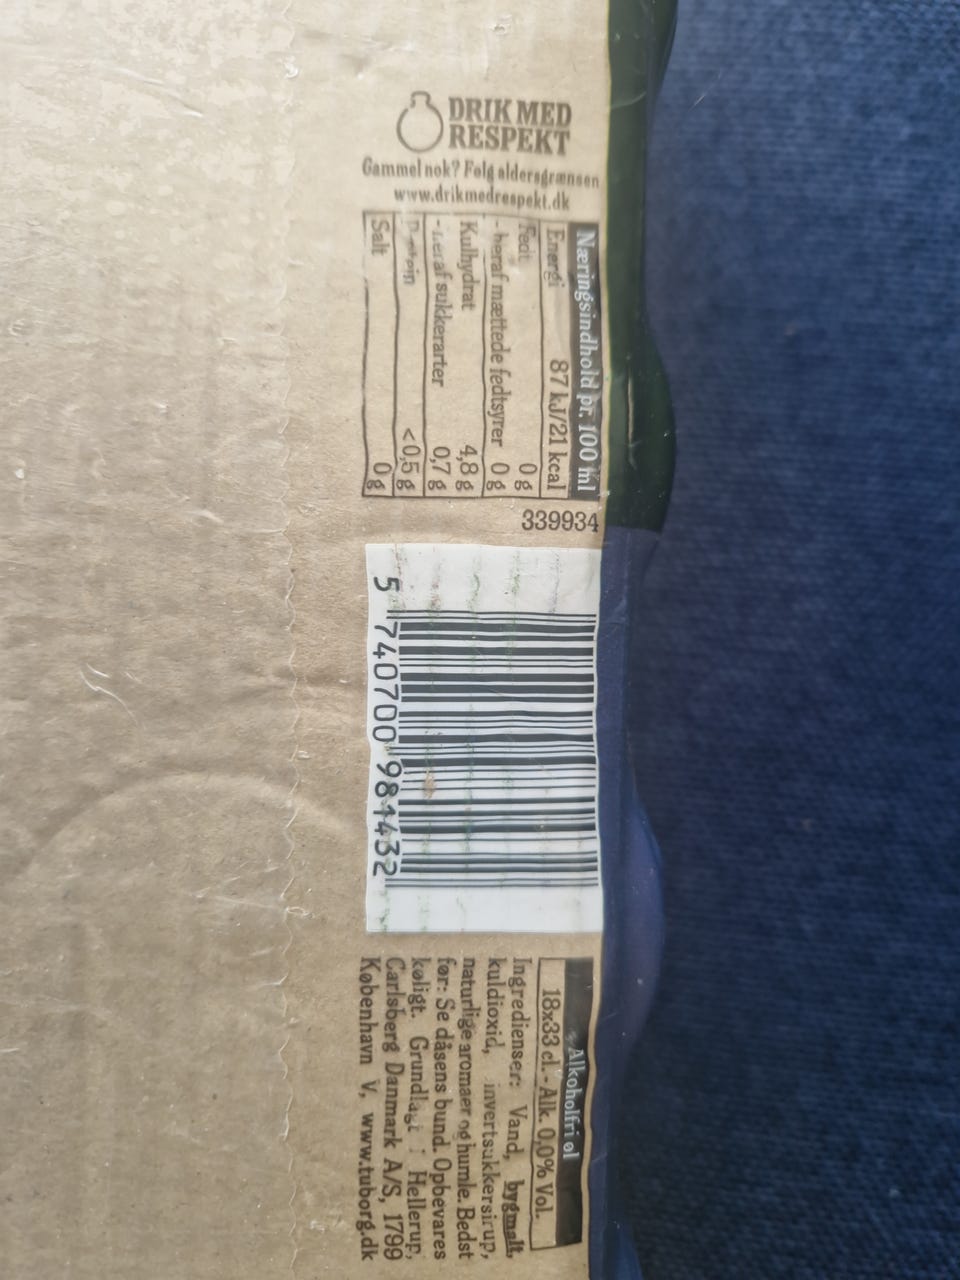 DRIK MED
RESPEKT
Gammel nok? Følg aldersgrænsen
www.drikmedrespekt.dk
Næringsindhold pr. 100 ml
Energi 87 kJ/21 kcal
Fedt 0 g
- heraf mættede fedtsyrer 0 g
Kulhydrat 4,8 g
- heraf sukkerarter 0,7 g
Protein <0,5 g
Salt 0 g
339934
5 740700 981432
Alkoholfri øl
18x33 cl. - Alk. 0,0% Vol.
Ingredienser: Vand, bygmalt,
kuldioxid, invertsukkersirup,
naturlige aromaer og humle. Bedst
før: Se dåsens bund. Opbevares
køligt. Grundlagt i Hellerup,
Carlsberg Danmark A/S, 1799
København V, www.tuborg.dk